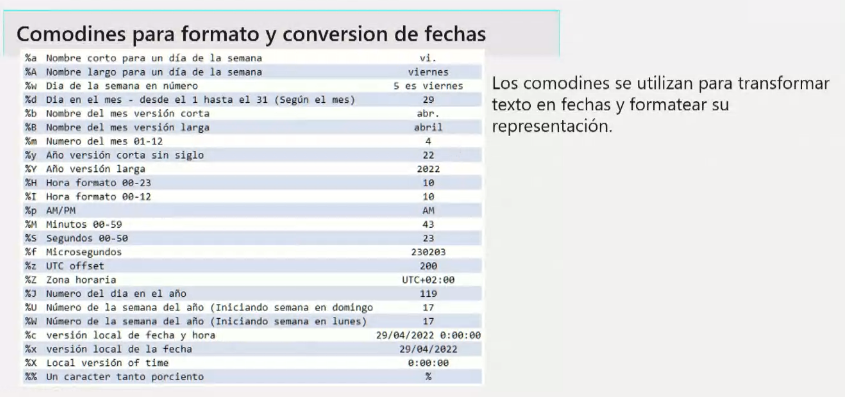 Comodines para formato y conversion de fechas
%a Nombre corto para un día de la semana vi.
%A Nombre largo para un día de la semana viernes
%w Dia de la semana en número 5 es viernes
%d Dia en el mes - desde el 1 hasta el 31 (Según el mes) 29
%b Nombre del mes versión corta abr.
%B Nombre del mes versión larga abril
%m Numero del mes 01-12 4
%y Año versión corta sin siglo 22
%Y Año versión larga 2022
%H Hora formato 00-23 10
%I Hora formato 00-12 10
%p AM/PM AM
%M Minutos 00-59 43
%S Segundos 00-50 23
%f Microsegundos 230203
%z UTC offset 200
%Z Zona horaria UTC+02:00
%J Numero del dia en el año 119
%U Número de la semana del año (Iniciando semana en domingo 17
%W Número de la semana del año (Iniciando semana en lunes) 17
%c versión local de fecha y hora 29/04/2022 0:00:00
%x versión local de la fecha 29/04/2022
%X Local versión of time 0:00:00
%% Un caracter tanto porciento %
Los comodines se utilizan para transformar
texto en fechas y formatear su
representación.